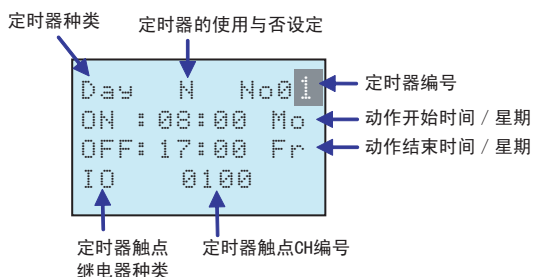 定时器种类
定时器的使用与否设定
Day N No01
定时器编号
ON :08:00 Mo
动作开始时间 / 星期
OFF:17:00 Fr
动作结束时间 / 星期
IO 0100
定时器触点
继电器种类
定时器触点CH编号